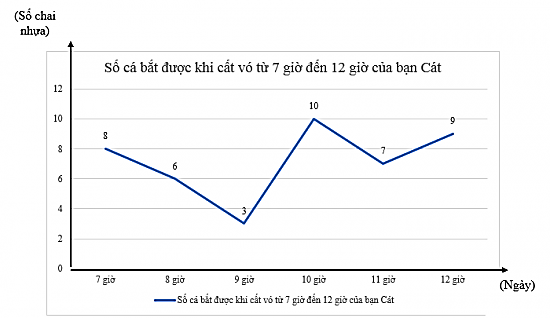 (Số chai
nhựa)
Số cá bắt được khi cất vó từ 7 giờ đến 12 giờ của bạn Cát
12
10
8
6
4
2
0
8
6
3
10
7
9
7 giờ
8 giờ
9 giờ
10 giờ
11 giờ
12 giờ
(Ngày)
Số cá bắt được khi cất vó từ 7 giờ đến 12 giờ của bạn Cát